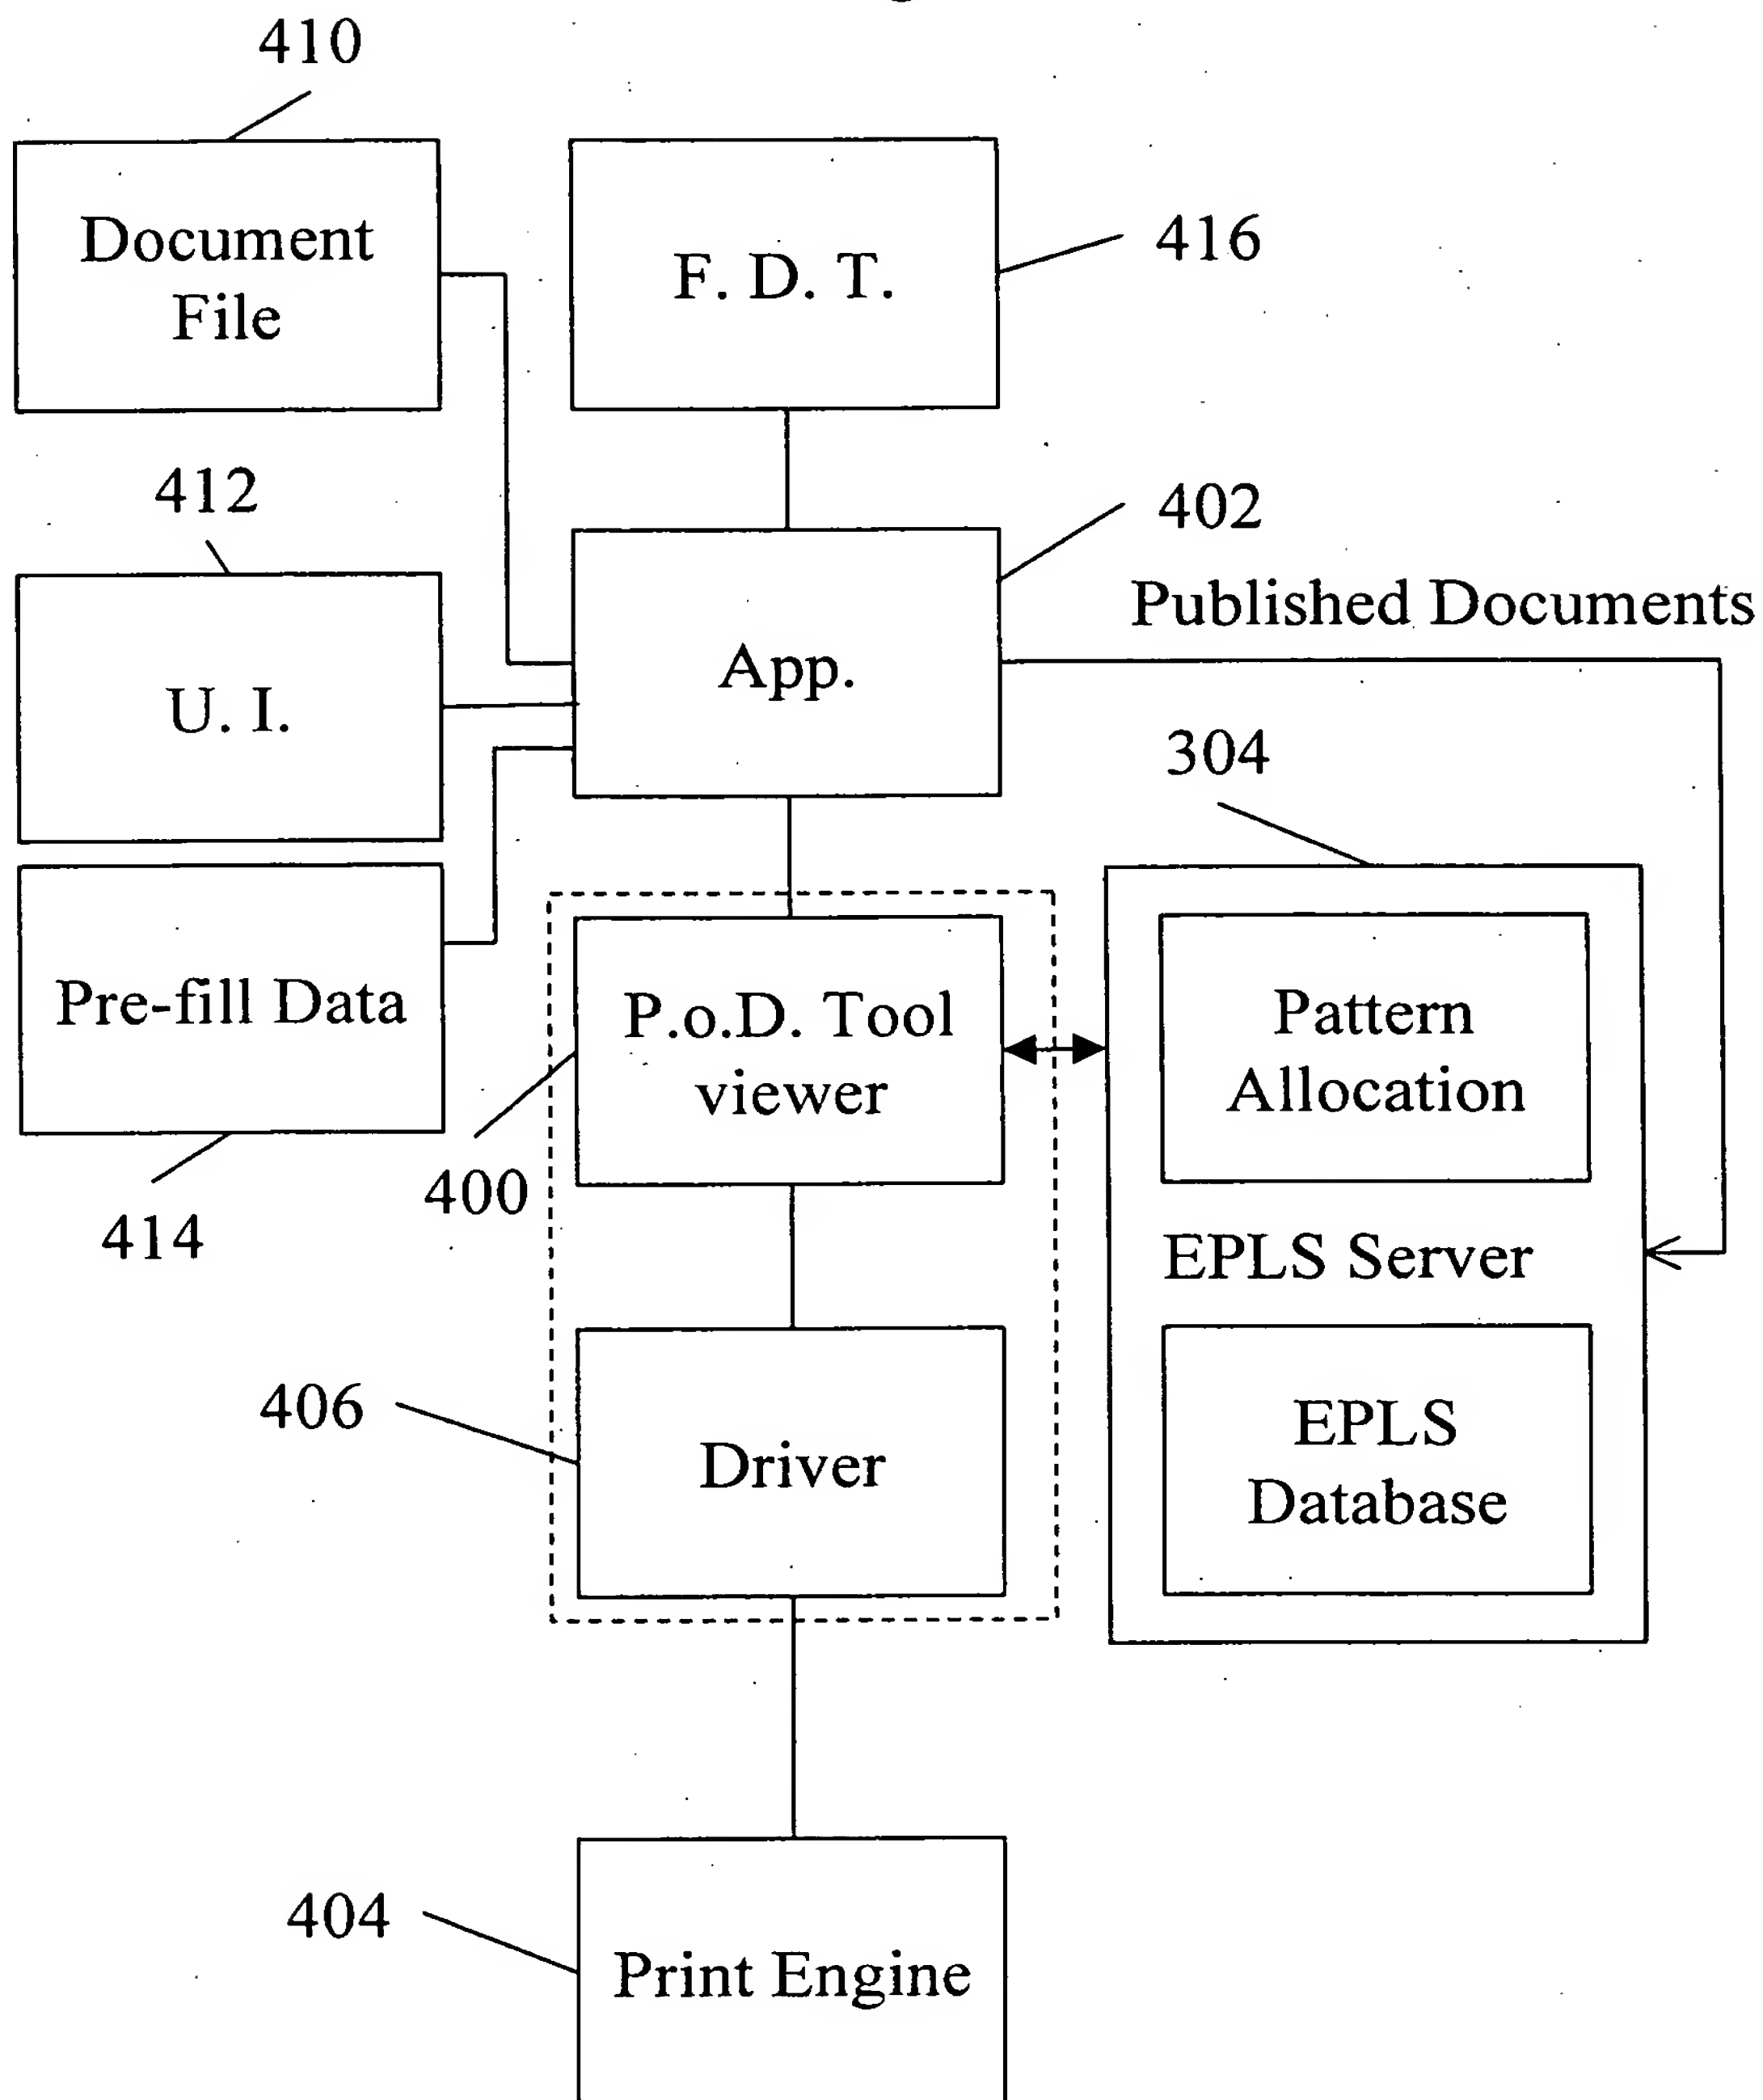 410
Document
File
F. D. T.
416
412
402
Published Documents
U. I.
App.
304
Pre-fill Data
P.o.D. Tool
viewer
Pattern
Allocation
400
414
EPLS Server
406
Driver
EPLS
Database
404
Print Engine